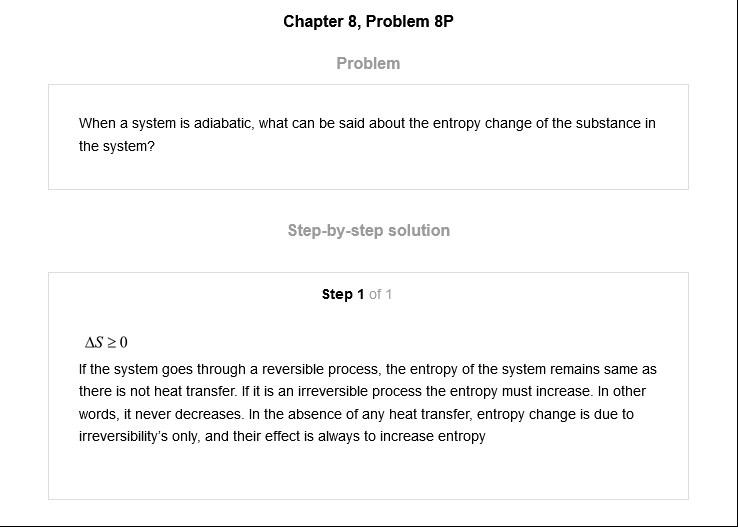 Chapter 8, Problem 8P
Problem
When a system is adiabatic, what can be said about the entropy change of the substance in
the system?
Step-by-step solution
Step 1 of 1
ΔS ≥ 0
If the system goes through a reversible process, the entropy of the system remains same as
there is not heat transfer. If it is an irreversible process the entropy must increase. In other
words, it never decreases. In the absence of any heat transfer, entropy change is due to
irreversibility's only, and their effect is always to increase entropy